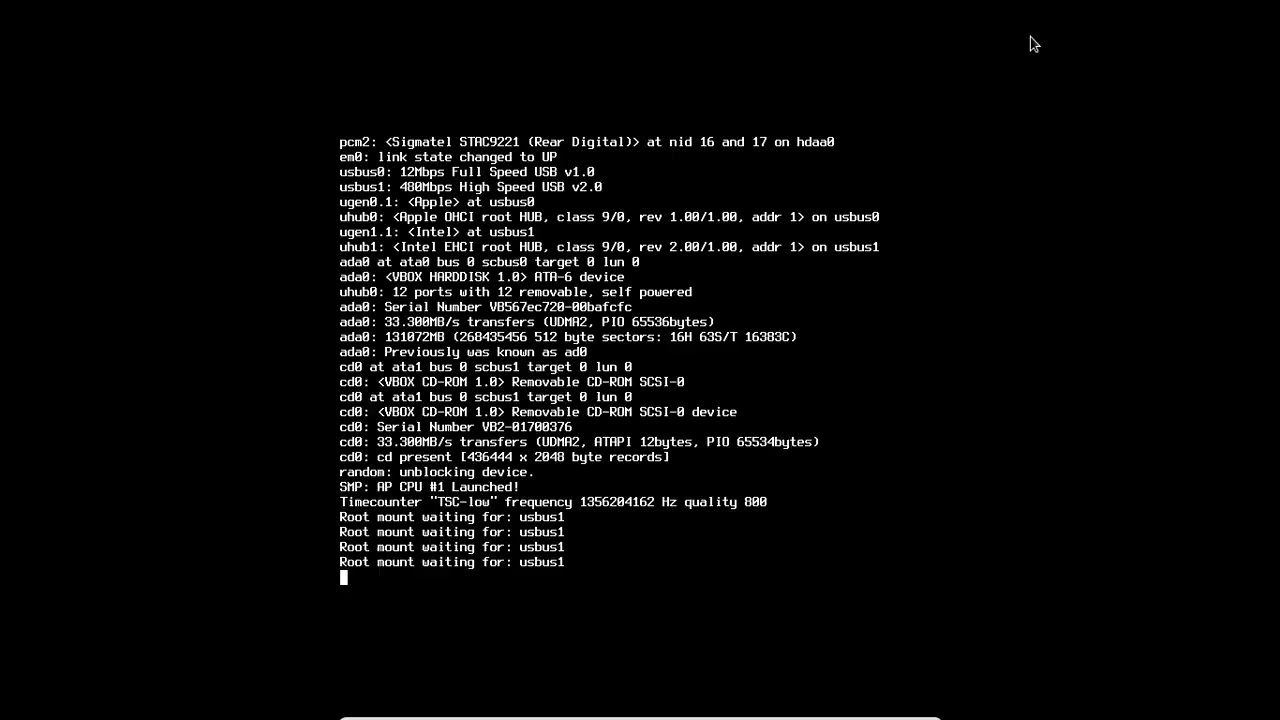 pcm2: <Sigmatel STAC9221 (Rear Digital)> at nid 16 and 17 on hdaa0
em0: link state changed to UP
usbus0: 12Mbps Full Speed USB v1.0
usbus1: 480Mbps High Speed USB v2.0
ugen0.1: <Apple> at usbus0
uhub0: <Apple OHCI root HUB, class 9/0, rev 1.00/1.00, addr 1> on usbus0
ugen1.1: <Intel> at usbus1
uhub1: <Intel EHCI root HUB, class 9/0, rev 2.00/1.00, addr 1> on usbus1
ada0 at ata0 bus 0 scbus0 target 0 lun 0
ada0: <VBOX HARDDISK 1.0> ATA-6 device
uhub0: 12 ports with 12 removable, self powered
ada0: Serial Number VB567ec720-00bafcfc
ada0: 33.300MB/s transfers (UDMA2, PIO 65536bytes)
ada0: 131072MB (268435456 512 byte sectors: 16H 63S/T 16383C)
ada0: Previously was known as ad0
cd0 at ata1 bus 0 scbus1 target 0 lun 0
cd0: <VBOX CD-ROM 1.0> Removable CD-ROM SCSI-0
cd0 at ata1 bus 0 scbus1 target 0 lun 0
cd0: <VBOX CD-ROM 1.0> Removable CD-ROM SCSI-0 device
cd0: Serial Number VB2-01700376
cd0: 33.300MB/s transfers (UDMA2, ATAPI 12bytes, PIO 65534bytes)
cd0: cd present [436444 x 2048 byte records]
random: unblocking device.
SMP: AP CPU #1 Launched!
Timecounter "TSC-low" frequency 1356204162 Hz quality 800
Root mount waiting for: usbus1
Root mount waiting for: usbus1
Root mount waiting for: usbus1
Root mount waiting for: usbus1